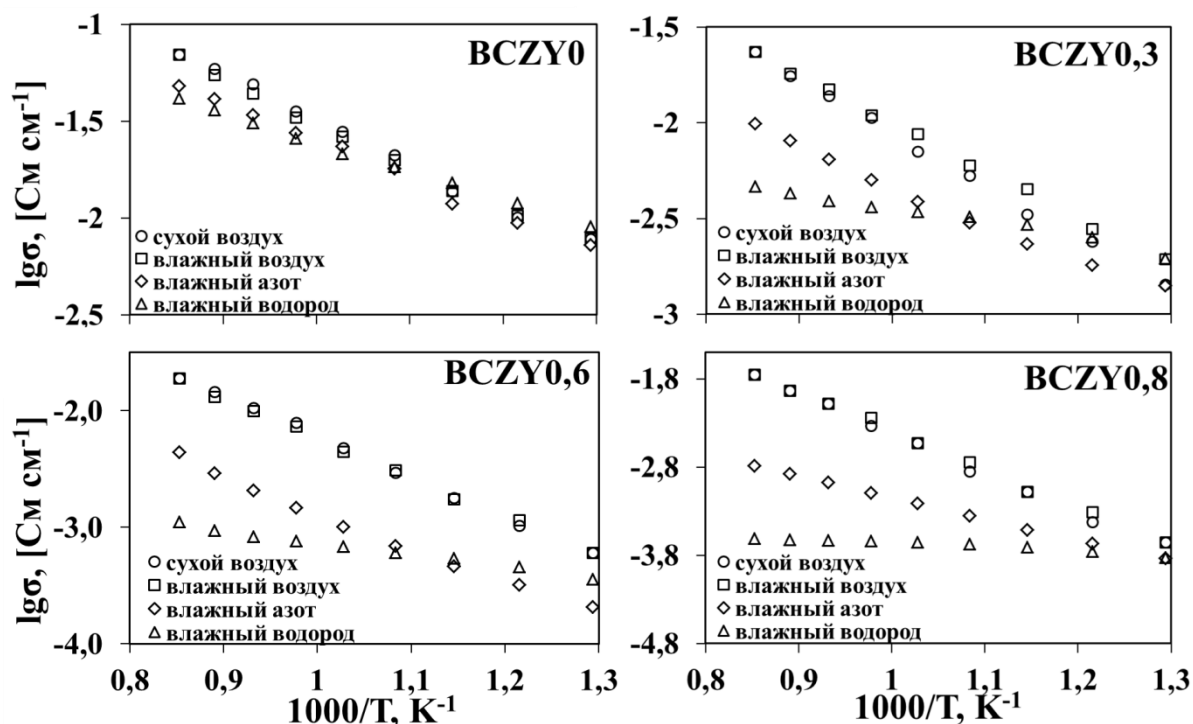 BCZY0
lgσ, [См см⁻¹]
-1
-1,5
-2
-2,5
сухой воздух
влажный воздух
влажный азот
влажный водород
BCZY0,3
-1,5
-2
-2,5
-3
сухой воздух
влажный воздух
влажный азот
влажный водород
BCZY0,6
lgσ, [См см⁻¹]
-2,0
-3,0
-4,0
сухой воздух
влажный воздух
влажный азот
влажный водород
0,8 0,9 1 1,1 1,2 1,3
1000/T, K⁻¹
BCZY0,8
-1,8
-2,8
-3,8
-4,8
сухой воздух
влажный воздух
влажный азот
влажный водород
0,8 0,9 1 1,1 1,2 1,3
1000/T, K⁻¹